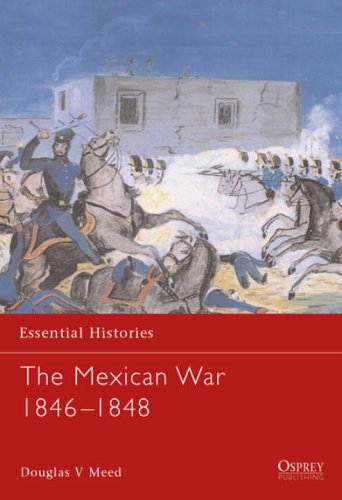 Essential Histories
The Mexican War
1846–1848
Douglas V Meed
OSPREY
PUBLISHING